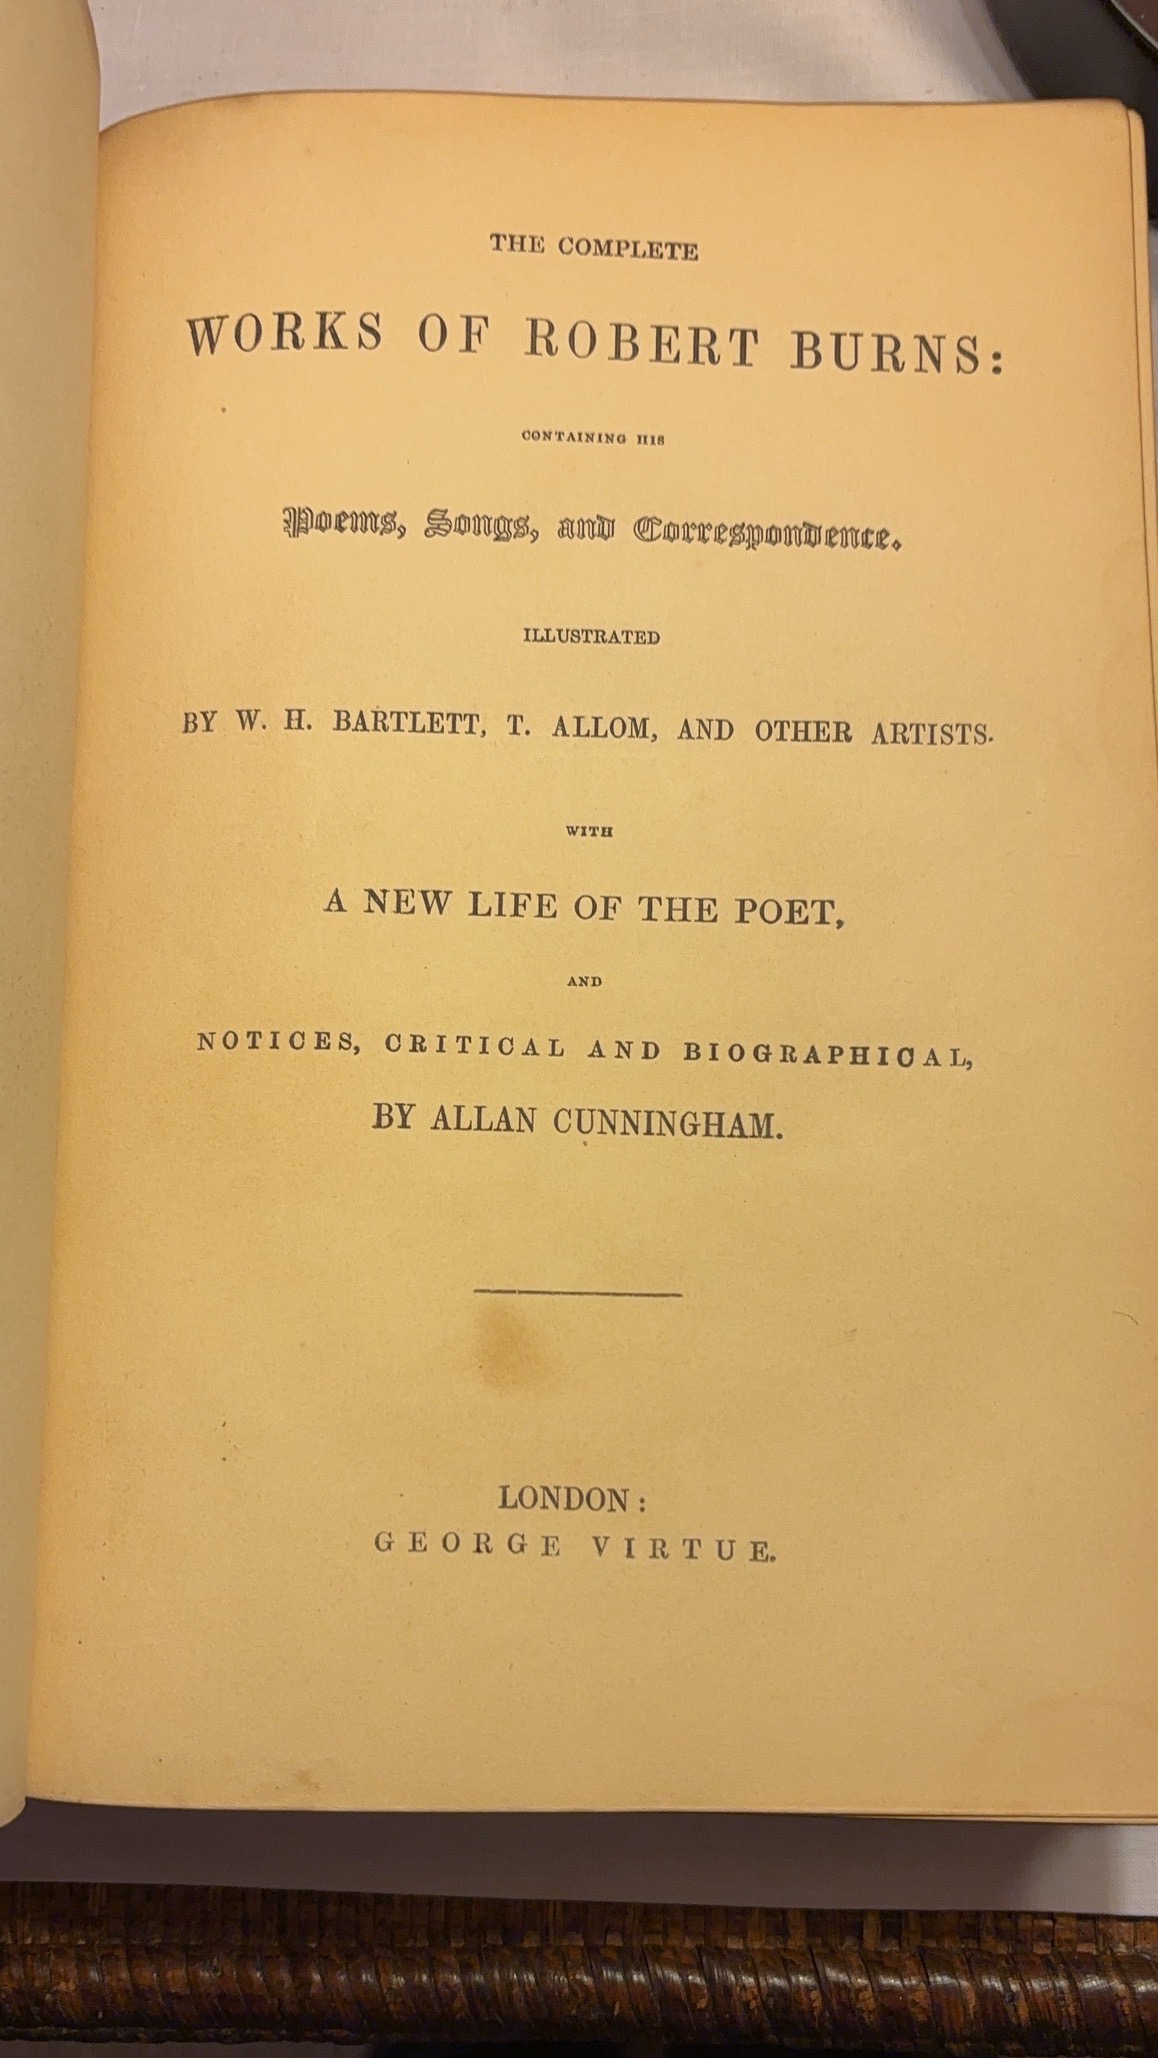 THE COMPLETE
WORKS OF ROBERT BURNS:
CONTAINING HIS
Poems, Songs, and Correspondence.
ILLUSTRATED
BY W. H. BARTLETT, T. ALLOM, AND OTHER ARTISTS.
WITH
A NEW LIFE OF THE POET,
AND
NOTICES, CRITICAL AND BIOGRAPHICAL,
BY ALLAN CUNNINGHAM.
LONDON:
GEORGE VIRTUE.